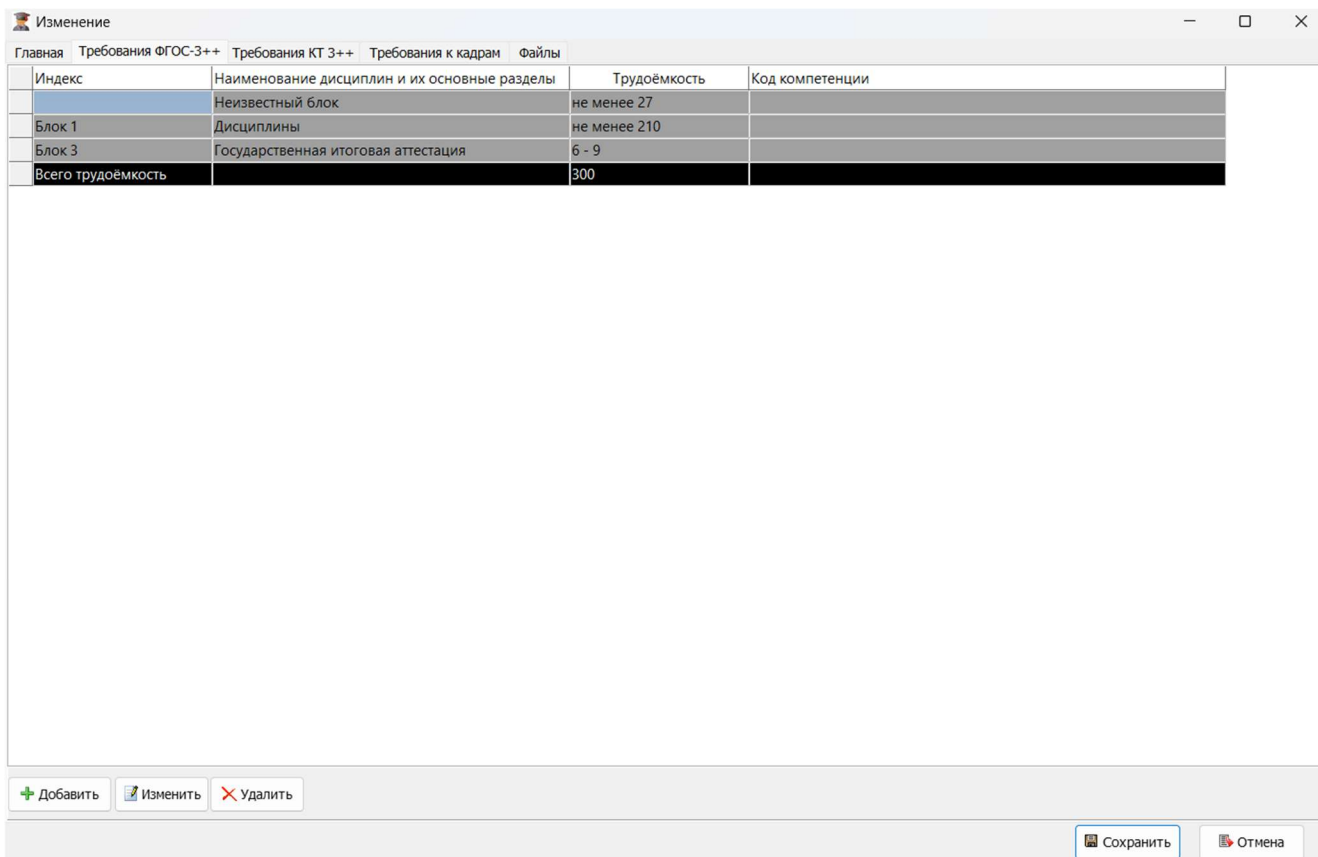 Изменение
Главная Требования ФГОС-3++ Требования КТ 3++ Требования к кадрам Файлы
Индекс Наименование дисциплин и их основные разделы Трудоёмкость Код компетенции
Неизвестный блок не менее 27
Блок 1 Дисциплины не менее 210
Блок 3 Государственная итоговая аттестация 6 - 9
Всего трудоёмкость 300
Добавить Изменить Удалить
Сохранить Отмена